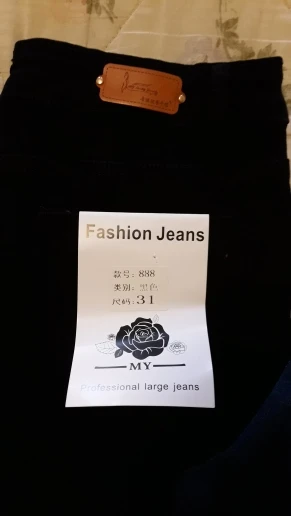 Fashion Jeans
款号: 888
类别: 黑色
尺码: 31
MY
Professional large jeans